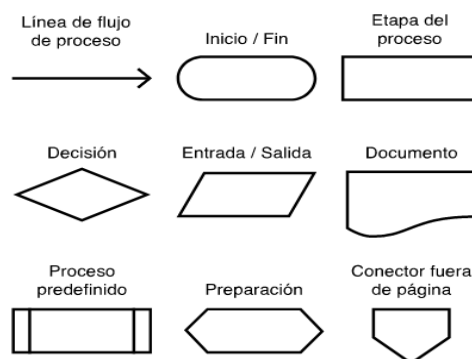 Línea de flujo
de proceso
Inicio / Fin
Etapa del
proceso
Decisión
Entrada / Salida
Documento
Proceso
predefinido
Preparación
Conector fuera
de página